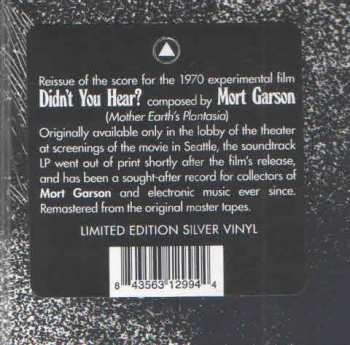 Reissue of the score for the 1970 experimental film
Didn't You Hear? composed by Mort Garson
(Mother Earth's Plantasia)
Originally available only in the lobby of the theater
at screenings of the movie in Seattle, the soundtrack
LP went out of print shortly after the film's release,
and has been a sought-after record for collectors of
Mort Garson and electronic music ever since.
Remastered from the original master tapes.
LIMITED EDITION SILVER VINYL
8 43563 12994 4